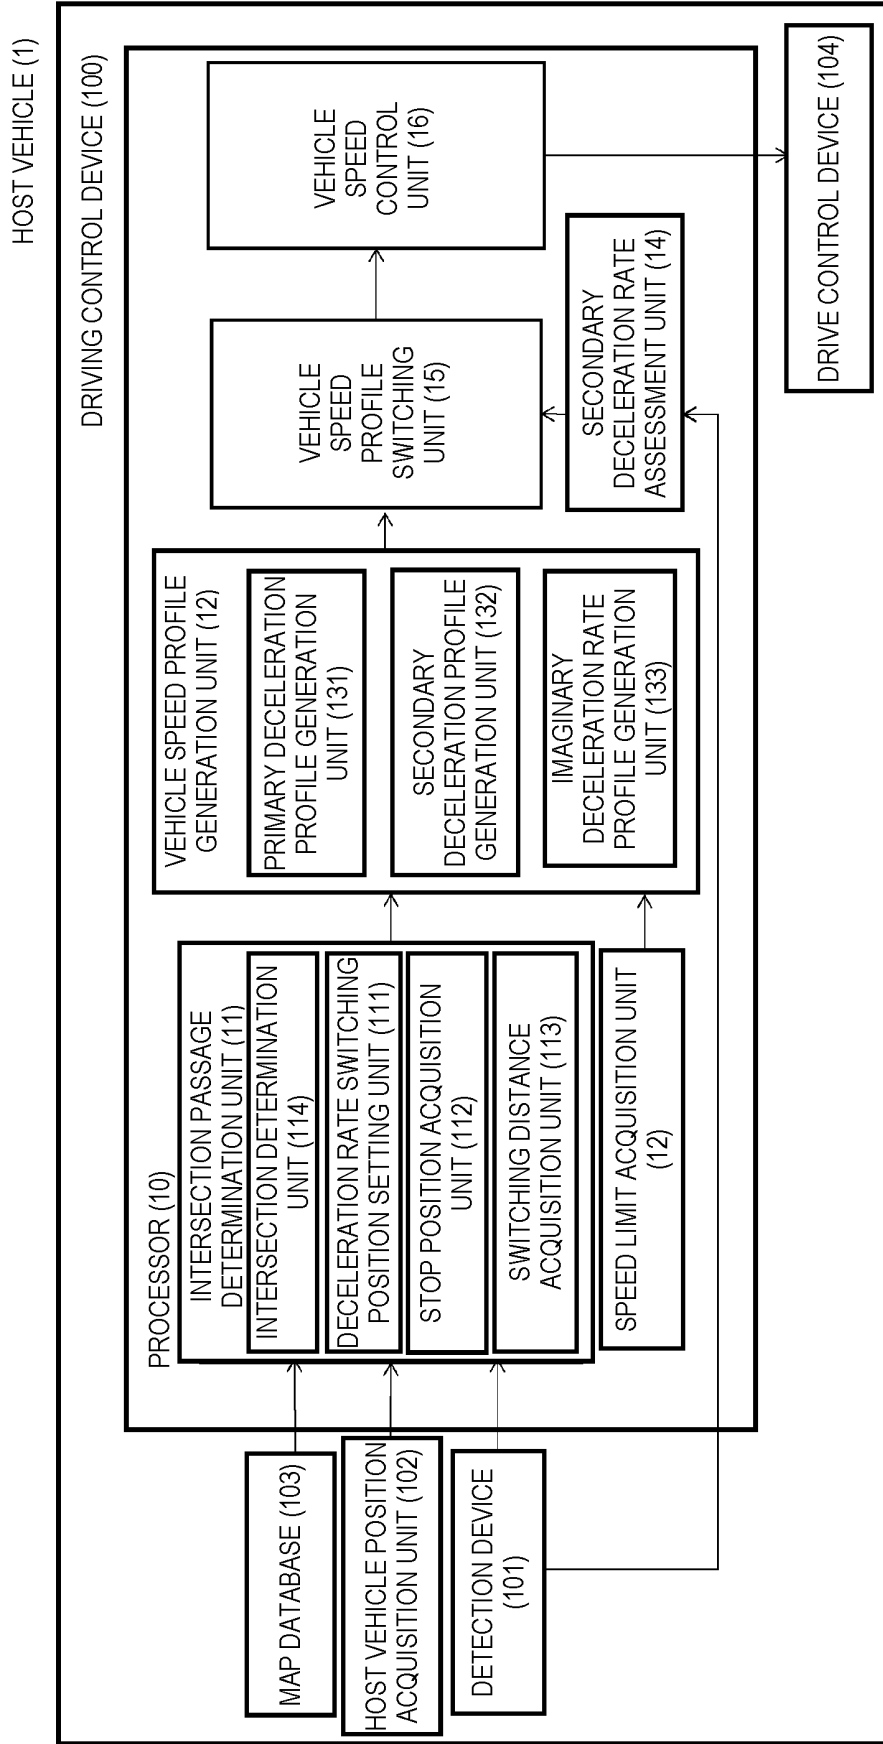 HOST VEHICLE (1)
DRIVING CONTROL DEVICE (100)
PROCESSOR (10)
MAP DATABASE (103)
HOST VEHICLE POSITION
ACQUISITION UNIT (102)
DETECTION DEVICE
(101)
INTERSECTION PASSAGE
DETERMINATION UNIT (11)
INTERSECTION DETERMINATION
UNIT (114)
DECELERATION RATE SWITCHING
POSITION SETTING UNIT (111)
STOP POSITION ACQUISITION
UNIT (112)
SWITCHING DISTANCE
ACQUISITION UNIT (113)
SPEED LIMIT ACQUISITION UNIT
(12)
VEHICLE SPEED PROFILE
GENERATION UNIT (12)
PRIMARY DECELERATION
PROFILE GENERATION
UNIT (131)
SECONDARY
DECELERATION PROFILE
GENERATION UNIT (132)
IMAGINARY
DECELERATION RATE
PROFILE GENERATION
UNIT (133)
VEHICLE
SPEED
PROFILE
SWITCHING
UNIT (15)
SECONDARY
DECELERATION RATE
ASSESSMENT UNIT (14)
VEHICLE
SPEED
CONTROL
UNIT (16)
DRIVE CONTROL DEVICE (104)